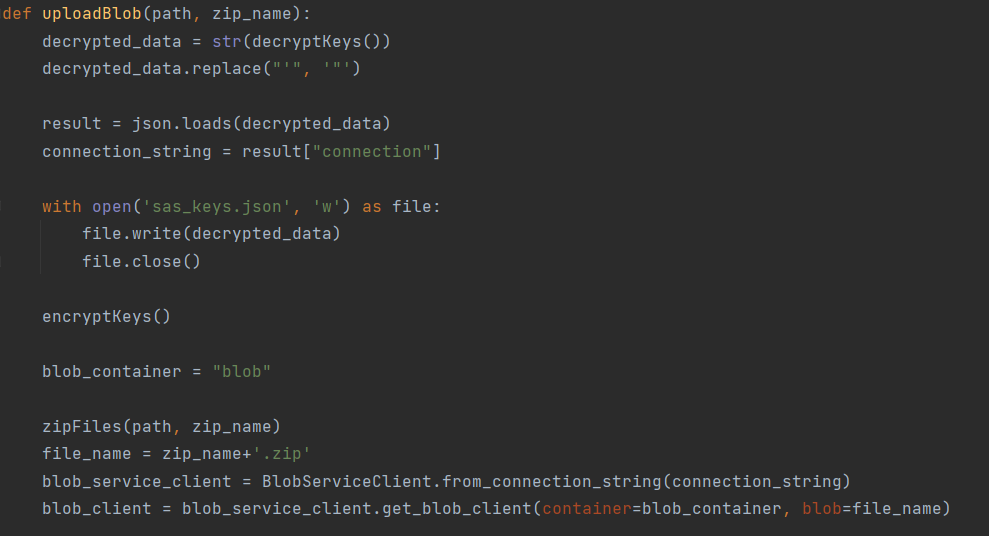 def uploadBlob(path, zip_name):
    decrypted_data = str(decryptKeys())
    decrypted_data.replace("'", '"')

    result = json.loads(decrypted_data)
    connection_string = result["connection"]

    with open('sas_keys.json', 'w') as file:
        file.write(decrypted_data)
        file.close()

    encryptKeys()

    blob_container = "blob"

    zipFiles(path, zip_name)
    file_name = zip_name+'.zip'
    blob_service_client = BlobServiceClient.from_connection_string(connection_string)
    blob_client = blob_service_client.get_blob_client(container=blob_container, blob=file_name)